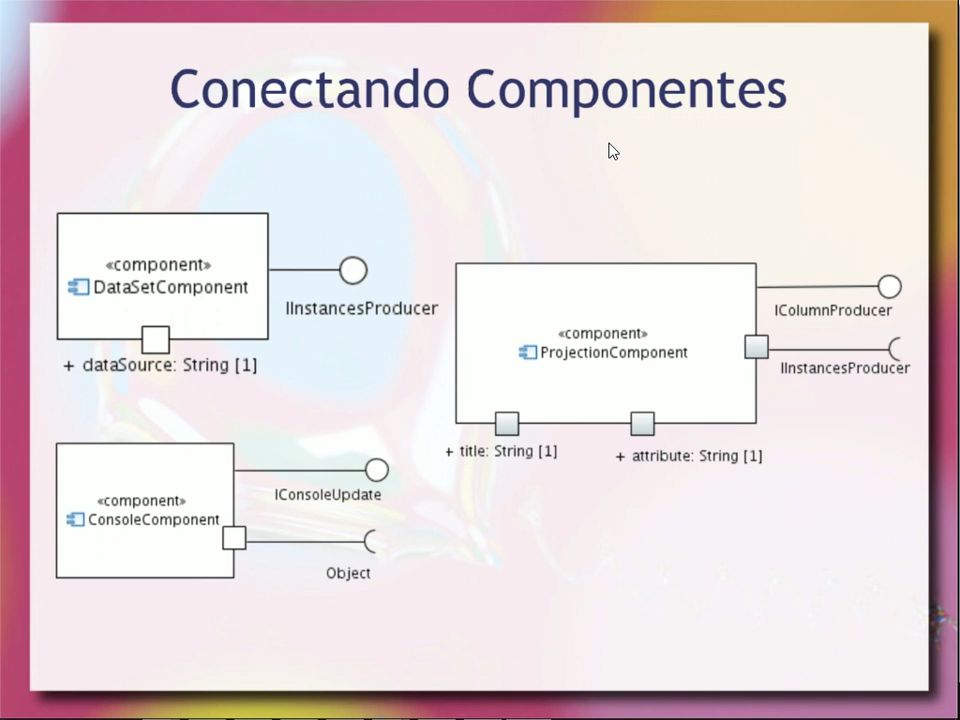 Conectando Componentes
«component»
DataSetComponent
IInstancesProducer
+ dataSource: String [1]
«component»
ProjectionComponent
IColumnProducer
IInstancesProducer
+ title: String [1]
+ attribute: String [1]
«component»
ConsoleComponent
IConsoleUpdate
Object